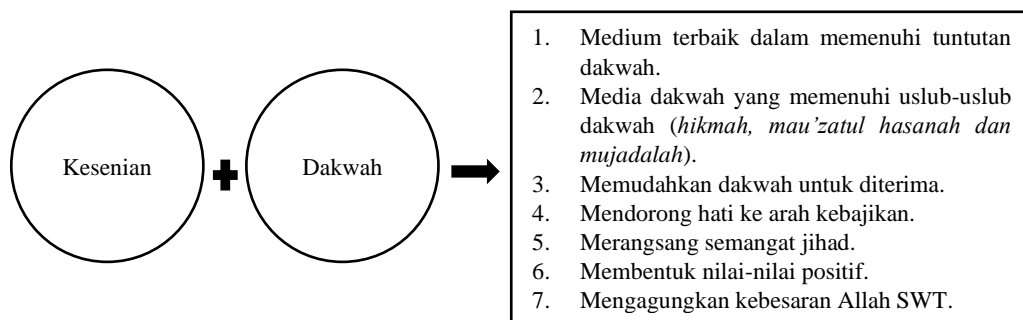 Kesenian
Dakwah
1. Medium terbaik dalam memenuhi tuntutan
dakwah.
2. Media dakwah yang memenuhi uslub-uslub
dakwah (hikmah, mau’zatul hasanah dan
mujadalah).
3. Memudahkan dakwah untuk diterima.
4. Mendorong hati ke arah kebajikan.
5. Merangsang semangat jihad.
6. Membentuk nilai-nilai positif.
7. Mengagungkan kebesaran Allah SWT.